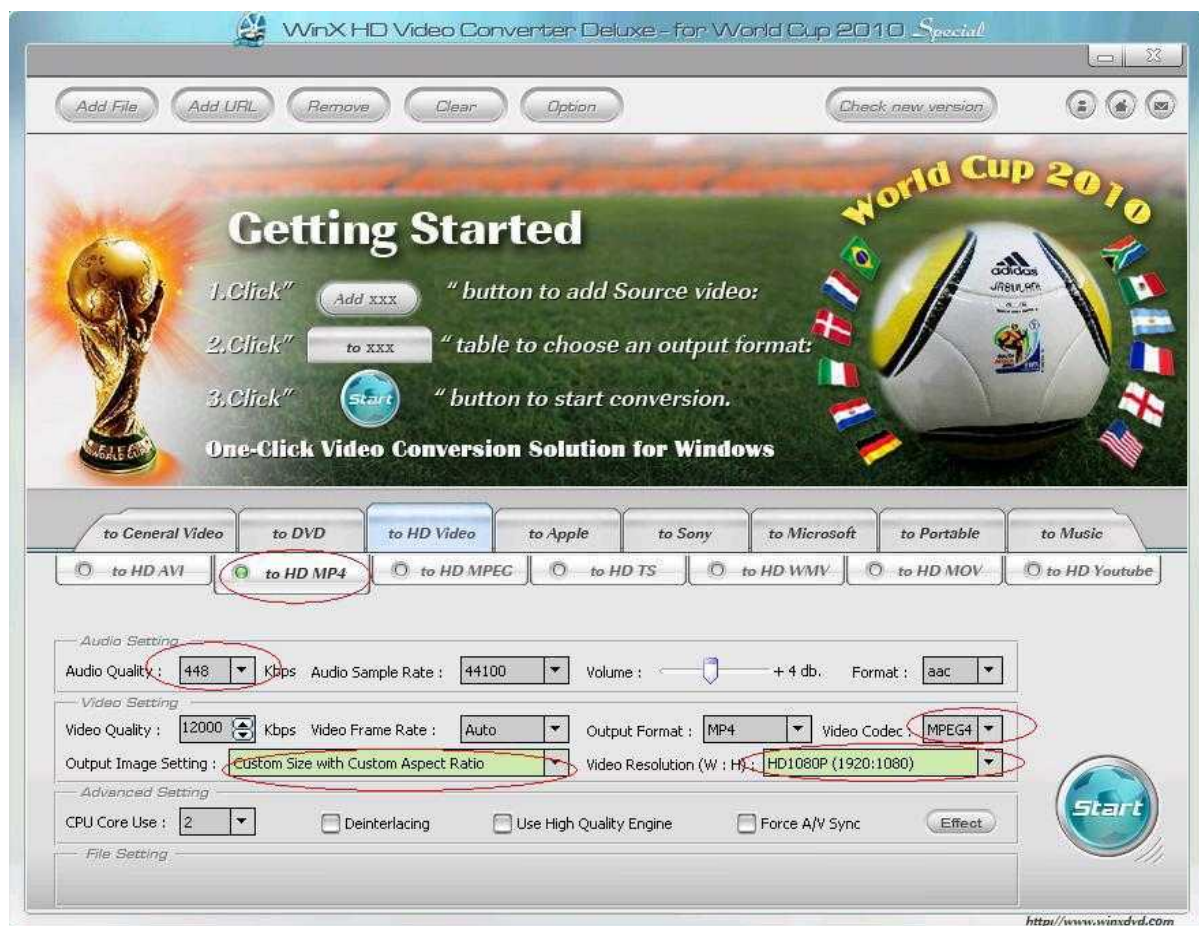 WinX HD Video Converter Deluxe - for World Cup 2010 Special
Add File Add URL Remove Clear Option Check new version
World Cup 2010
Getting Started
1.Click" Add xxx " button to add Source video:
2.Click" to xxx " table to choose an output format:
3.Click" Start " button to start conversion.
One-Click Video Conversion Solution for Windows
adidas
JABULANI
to General Video to DVD to HD Video to Apple to Sony to Microsoft to Portable to Music
to HD AVI to HD MP4 to HD MPEG to HD TS to HD WMV to HD MOV to HD Youtube
Audio Setting
Audio Quality : 448 Kbps Audio Sample Rate : 44100 Volume : + 4 db. Format : aac
Video Setting
Video Quality : 12000 Kbps Video Frame Rate : Auto Output Format : MP4 Video Codec : MPEG4
Output Image Setting : Custom Size with Custom Aspect Ratio Video Resolution (W : H) : HD1080P (1920:1080)
Advanced Setting
CPU Core Use : 2 Deinterlacing Use High Quality Engine Force A/V Sync Effect
Start
File Setting
http://www.winxdvd.com